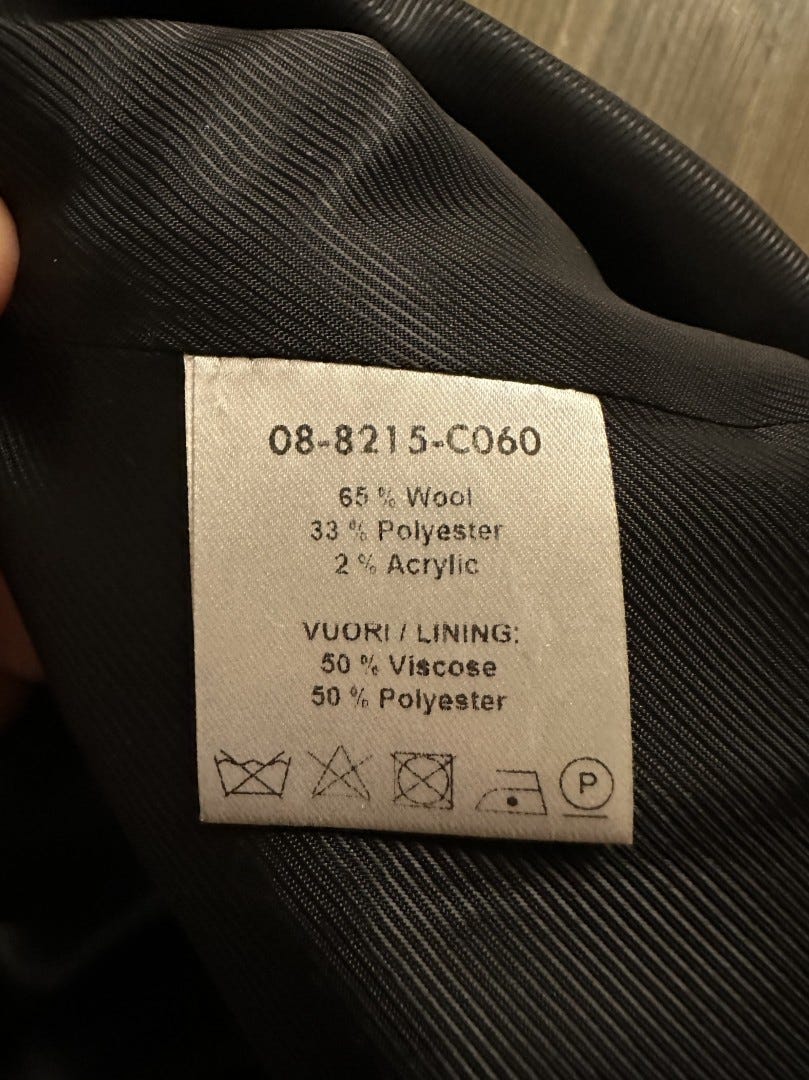 08-8215-C060
65 % Wool
33 % Polyester
2 % Acrylic
VUORI / LINING:
50 % Viscose
50 % Polyester
P